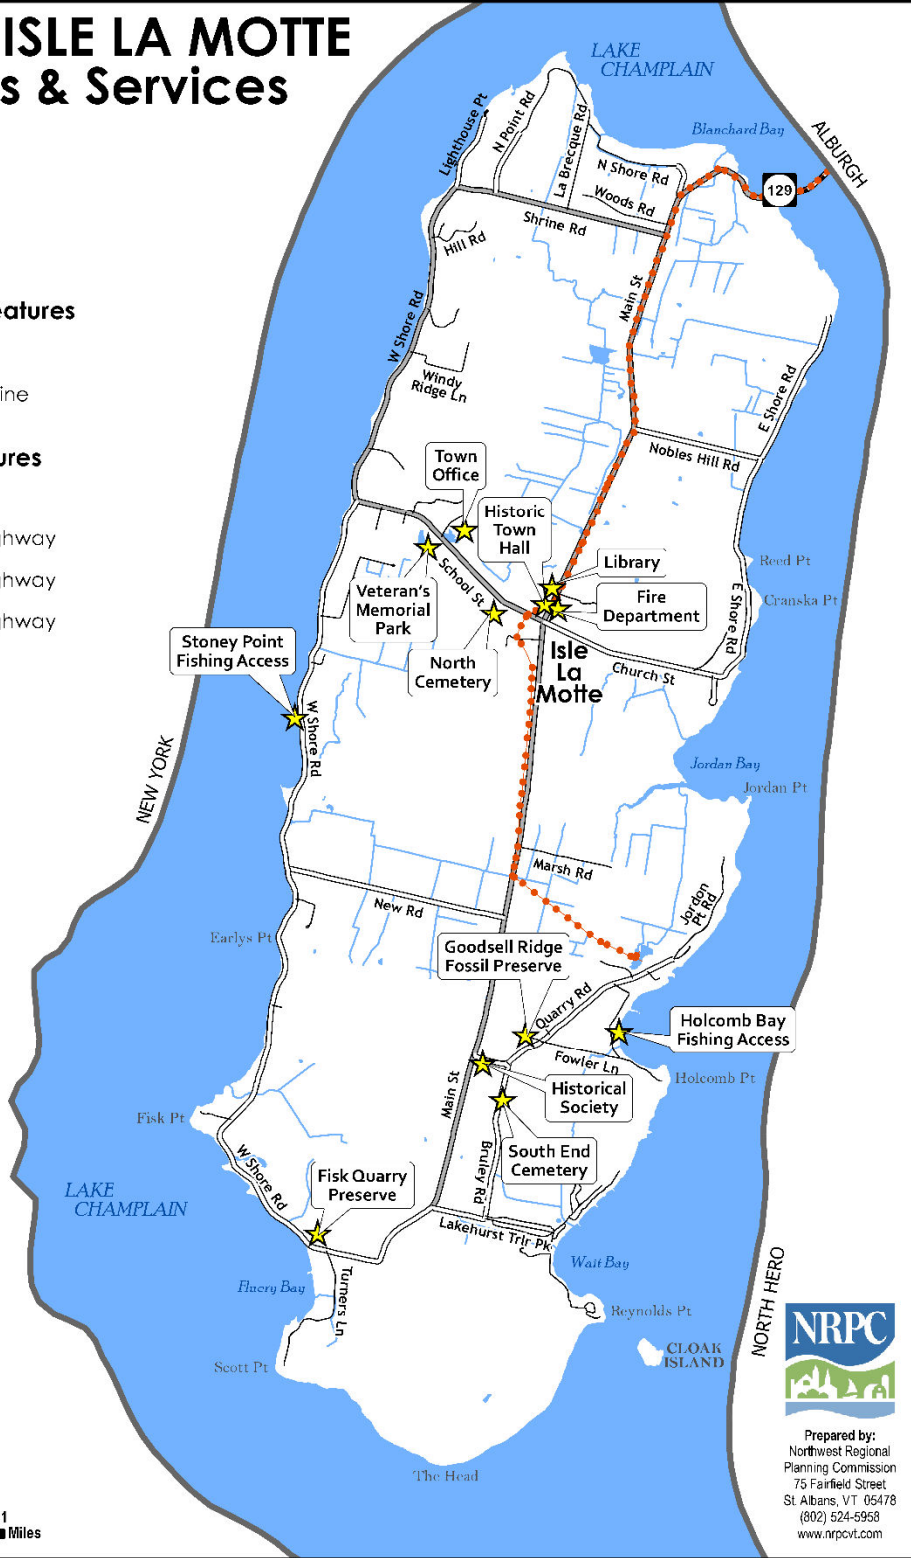 ISLE LA MOTTE
s & Services
LAKE
CHAMPLAIN
Blanchard Bay
ALBURGH
129
Lighthouse Pt
N Point Rd
La Brecque Rd
N Shore Rd
Woods Rd
Shrine Rd
Hill Rd
Main St
W Shore Rd
eatures
ine
Windy
Ridge Ln
E Shore Rd
ures
Nobles Hill Rd
Town
Office
Historic
Town
Hall
ghway
ghway
ghway
Library
Reed Pt
School St
Veteran's
Memorial
Park
Fire
Department
Cranska Pt
E Shore Rd
Stoney Point
Fishing Access
North
Cemetery
Isle
La
Motte
Church St
W Shore Rd
NEW YORK
Jordan Bay
Jordan Pt
Marsh Rd
New Rd
Jordon
Pt Rd
Earlys Pt
Goodsell Ridge
Fossil Preserve
Quarry Rd
Holcomb Bay
Fishing Access
Fowler Ln
Holcomb Pt
Main St
Historical
Society
Fisk Pt
W Shore Rd
South End
Cemetery
Bruley Rd
Fisk Quarry
Preserve
LAKE
CHAMPLAIN
Lakehurst Trlr Pk
Wait Bay
Flucry Bay
Turners Ln
NORTH HERO
Reynolds Pt
CLOAK
ISLAND
Scott Pt
The Head
NRPC
Prepared by:
Northwest Regional
Planning Commission
75 Fairfield Street
St. Albans, VT 05478
(802) 524-5958
www.nrpcvt.com
1
Miles